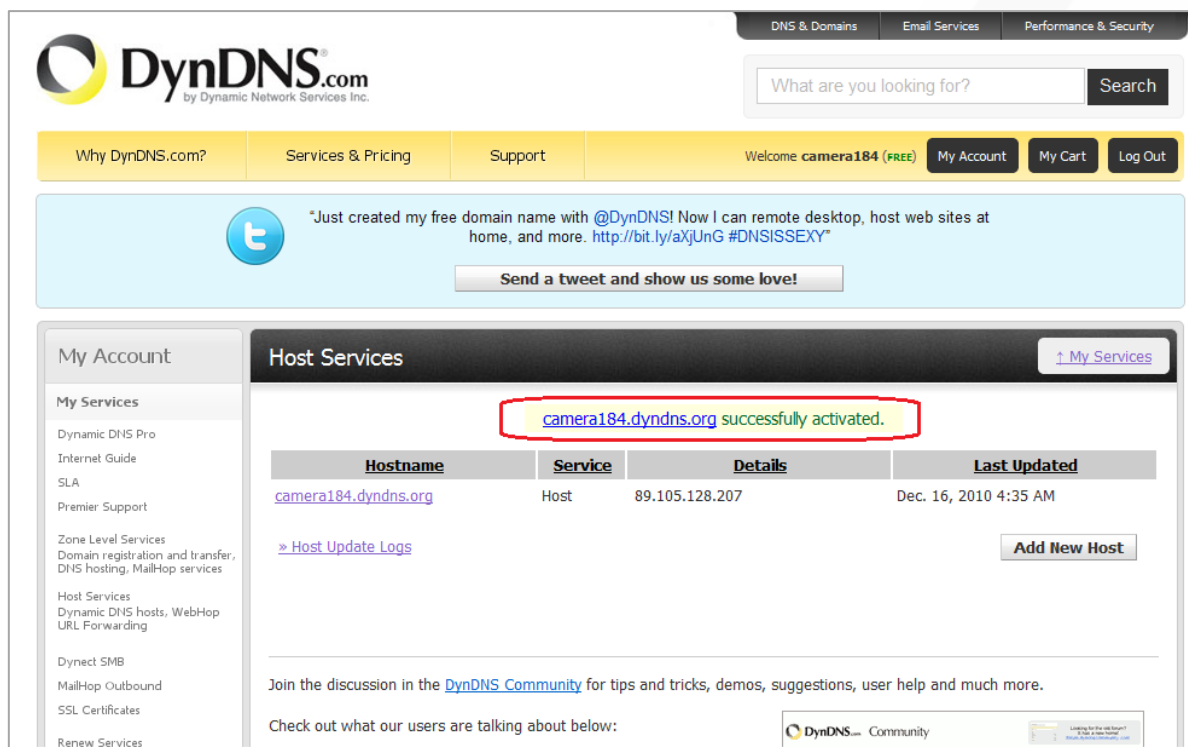 DNS & Domains Email Services Performance & Security
DynDNS.com
by Dynamic Network Services Inc.
What are you looking for? Search
Why DynDNS.com? Services & Pricing Support Welcome camera184 (FREE) My Account My Cart Log Out
“Just created my free domain name with @DynDNS! Now I can remote desktop, host web sites at
home, and more. http://bit.ly/aXjUnG #DNSISSEXY”
Send a tweet and show us some love!
My Account
My Services
Dynamic DNS Pro
Internet Guide
SLA
Premier Support
Zone Level Services
Domain registration and transfer,
DNS hosting, MailHop services
Host Services
Dynamic DNS hosts, WebHop
URL Forwarding
Dynect SMB
MailHop Outbound
SSL Certificates
Renew Services
Host Services ↑ My Services
camera184.dyndns.org successfully activated.
Hostname Service Details Last Updated
camera184.dyndns.org Host 89.105.128.207 Dec. 16, 2010 4:35 AM
» Host Update Logs Add New Host
Join the discussion in the DynDNS Community for tips and tricks, demos, suggestions, user help and much more.
Check out what our users are talking about below:
DynDNS.com Community